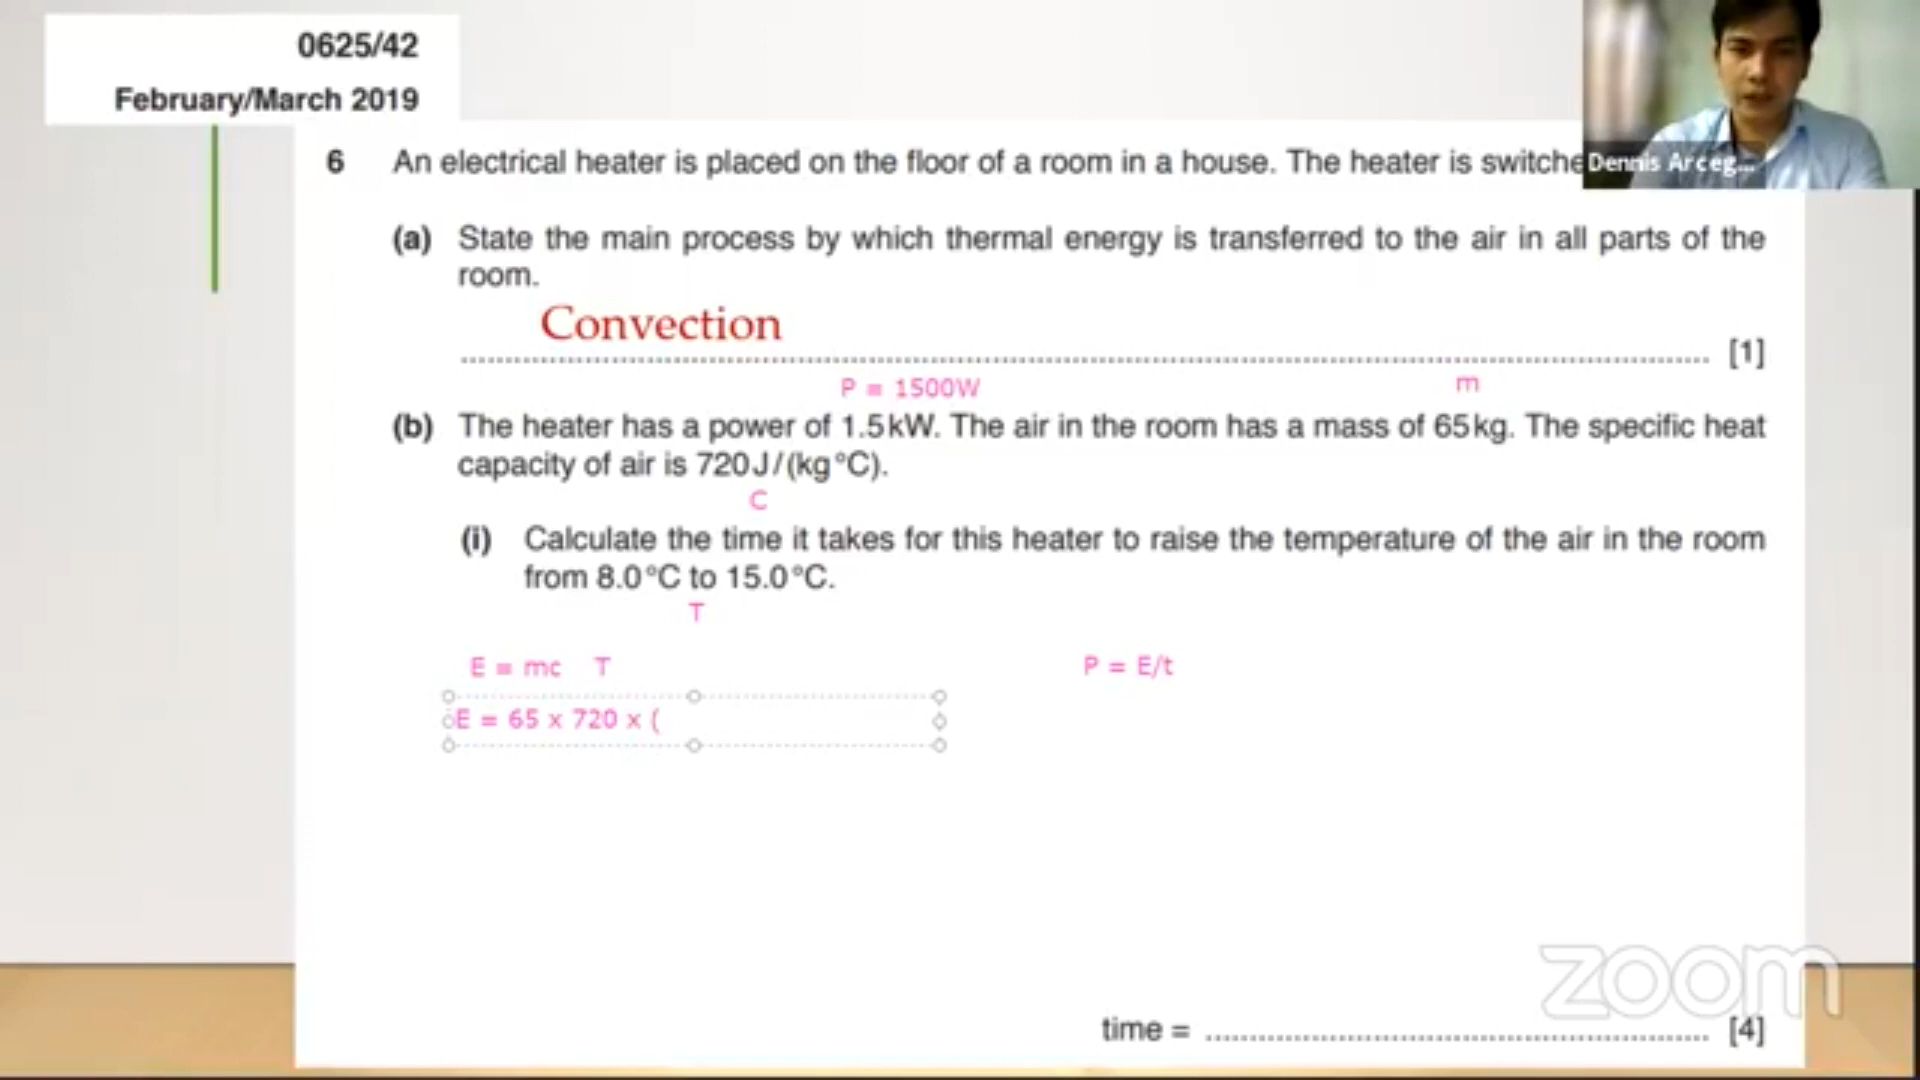 0625/42
February/March 2019
6 An electrical heater is placed on the floor of a room in a house. The heater is switche
Dennis Arceg...
(a) State the main process by which thermal energy is transferred to the air in all parts of the
room.
Convection
[1]
P = 1500W m
(b) The heater has a power of 1.5kW. The air in the room has a mass of 65kg. The specific heat
capacity of air is 720J/(kg°C).
C
(i) Calculate the time it takes for this heater to raise the temperature of the air in the room
from 8.0°C to 15.0°C.
T
E = mc T P = E/t
E = 65 x 720 x (
zoom
time = [4]